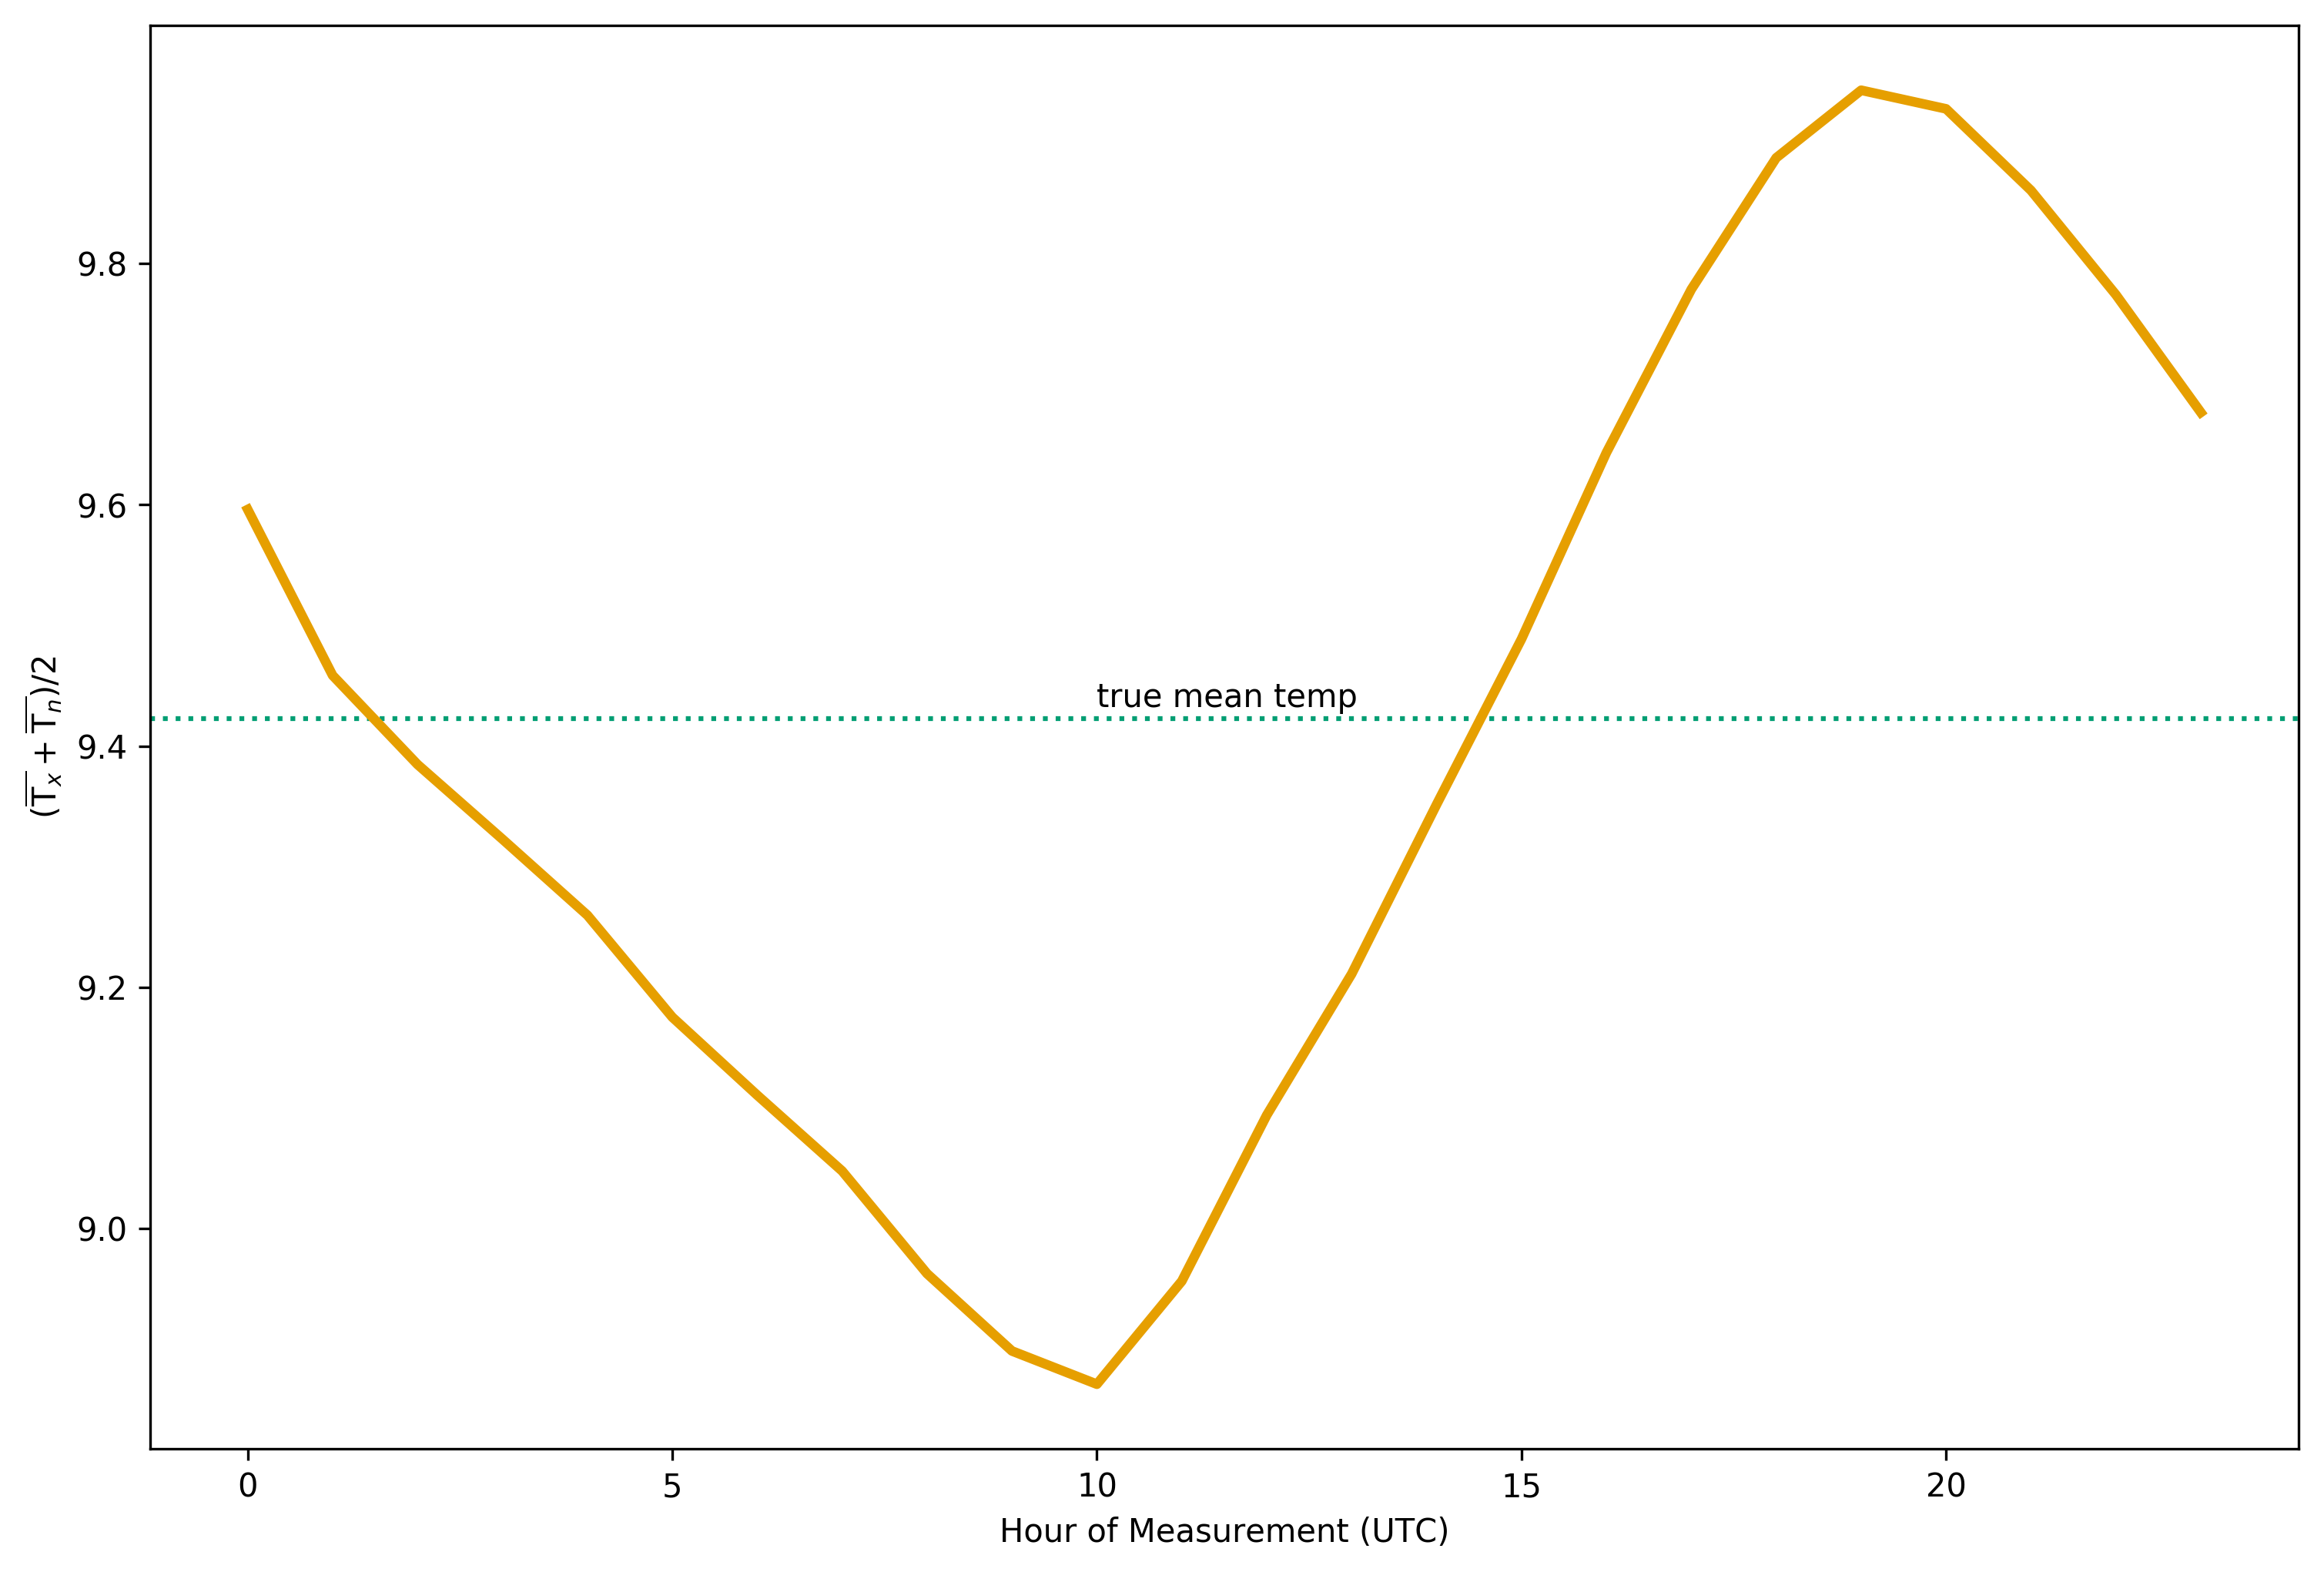 (T̅ₓ + T̅ₙ)/2
9.8
9.6
9.4
9.2
9.0
true mean temp
0 5 10 15 20
Hour of Measurement (UTC)